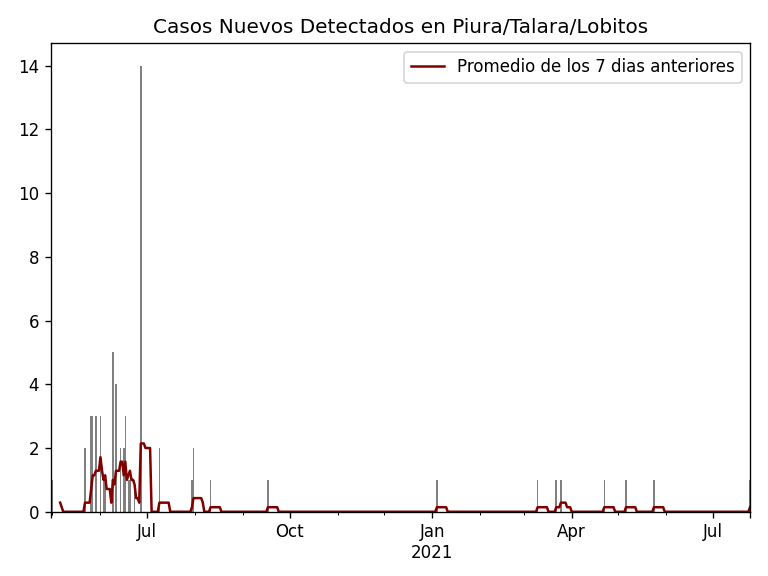 Casos Nuevos Detectados en Piura/Talara/Lobitos
Promedio de los 7 dias anteriores
14
12
10
8
6
4
2
0
Jul
Oct
Jan
Apr
Jul
2021